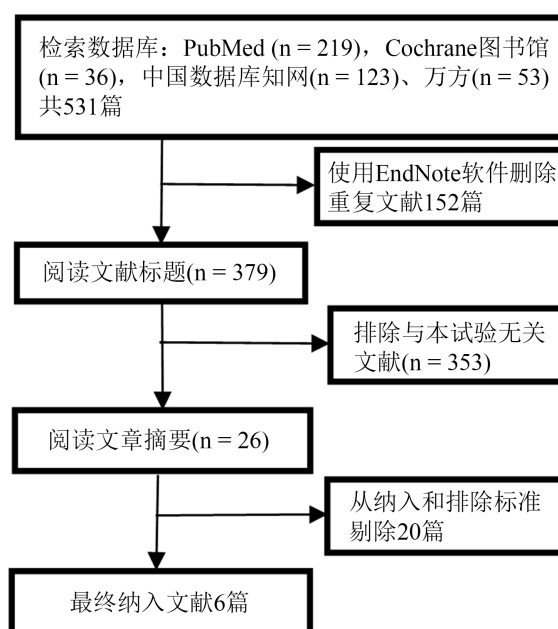 检索数据库：PubMed (n = 219)，Cochrane图书馆
(n = 36)，中国数据库知网(n = 123)、万方(n = 53)
共531篇
使用EndNote软件删除
重复文献152篇
阅读文献标题(n = 379)
排除与本试验无关
文献(n = 353)
阅读文章摘要(n = 26)
从纳入和排除标准
剔除20篇
最终纳入文献6篇